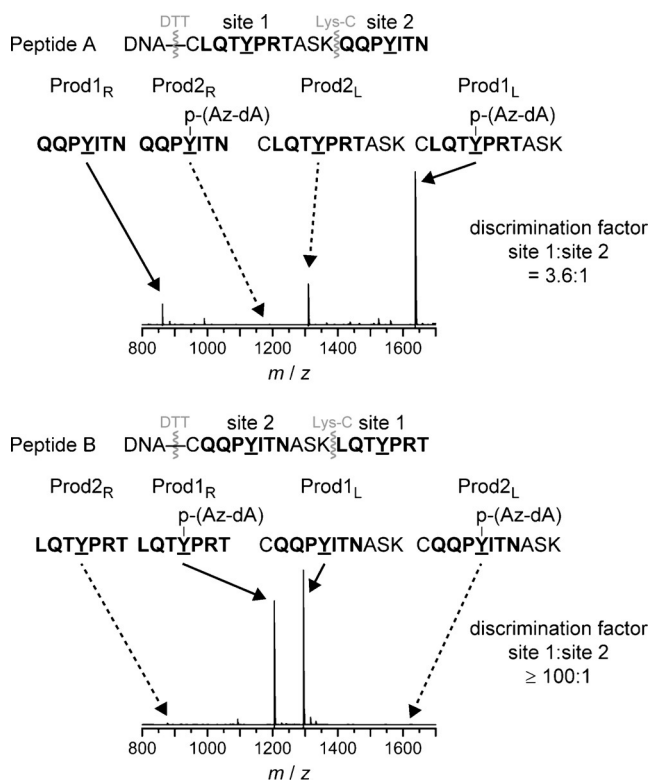 DTT site 1 Lys-C site 2
Peptide A DNA—CLQTYPRTASKQQPYITN
Prod1R Prod2R Prod2L Prod1L
p-(Az-dA) p-(Az-dA)
QQPYITN QQPYITN CLQTYPRTASK CLQTYPRTASK
discrimination factor
site 1:site 2
= 3.6:1
800 1000 1200 1400 1600
m / z
DTT site 2 Lys-C site 1
Peptide B DNA—CQQPYITNASKLQTYPRT
Prod2R Prod1R Prod1L Prod2L
p-(Az-dA) p-(Az-dA)
LQTYPRT LQTYPRT CQQPYITNASK CQQPYITNASK
discrimination factor
site 1:site 2
≥ 100:1
800 1000 1200 1400 1600
m / z